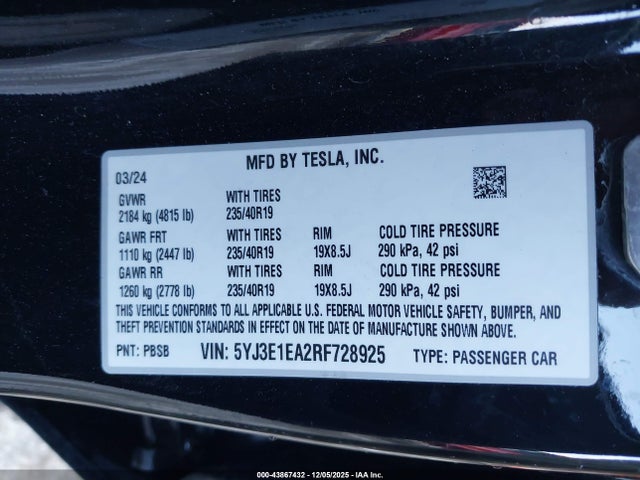 MFD BY TESLA, INC.
03/24
GVWR WITH TIRES
2184 kg (4815 lb) 235/40R19
GAWR FRT WITH TIRES RIM COLD TIRE PRESSURE
1110 kg (2447 lb) 235/40R19 19X8.5J 290 kPa, 42 psi
GAWR RR WITH TIRES RIM COLD TIRE PRESSURE
1260 kg (2778 lb) 235/40R19 19X8.5J 290 kPa, 42 psi
THIS VEHICLE CONFORMS TO ALL APPLICABLE U.S. FEDERAL MOTOR VEHICLE SAFETY, BUMPER, AND
THEFT PREVENTION STANDARDS IN EFFECT ON THE DATE OF MANUFACTURE SHOWN ABOVE.
PNT: PBSB VIN: 5YJ3E1EA2RF728925 TYPE: PASSENGER CAR
00-43867432 - 12/05/2025 - IAA Inc.